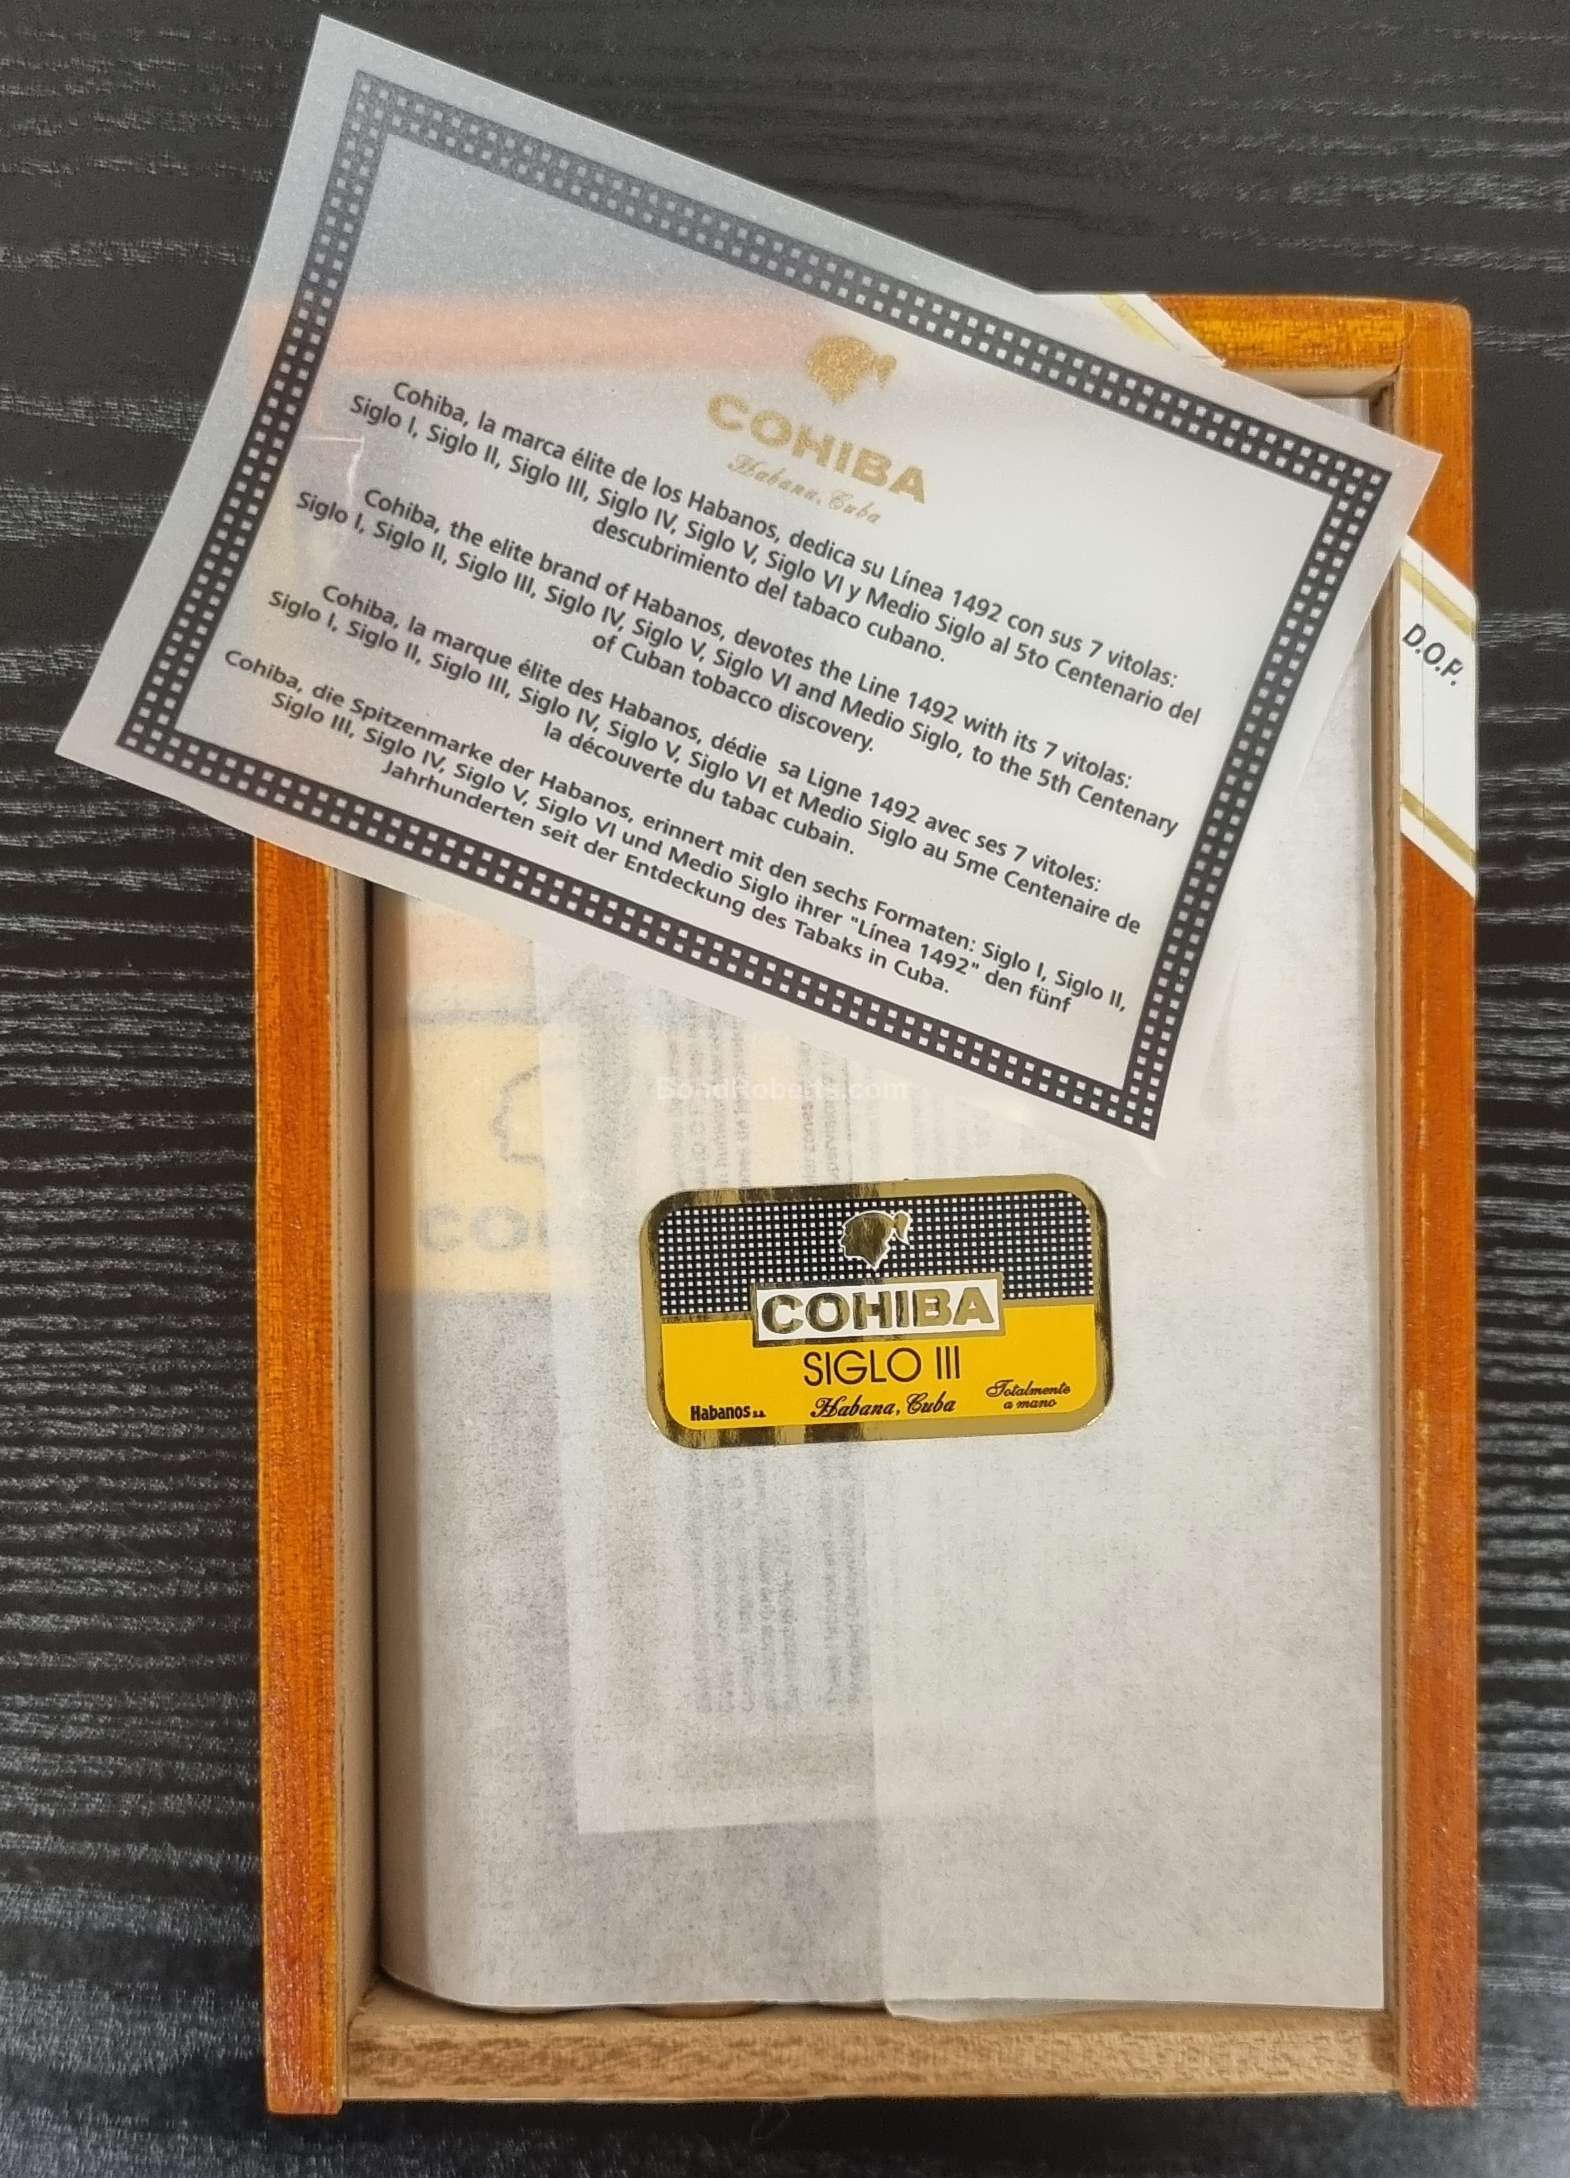 COHIBA
Habana, Cuba
Cohiba, la marca élite de los Habanos, dedica su Línea 1492 con sus 7 vitolas:
Siglo I, Siglo II, Siglo III, Siglo IV, Siglo V, Siglo VI y Medio Siglo al 5to Centenario del
descubrimiento del tabaco cubano.
Cohiba, the elite brand of Habanos, devotes the Line 1492 with its 7 vitolas:
Siglo I, Siglo II, Siglo III, Siglo IV, Siglo V, Siglo VI and Medio Siglo, to the 5th Centenary
of Cuban tobacco discovery.
Cohiba, la marque élite des Habanos, dédie sa Ligne 1492 avec ses 7 vitoles:
Siglo I, Siglo II, Siglo III, Siglo IV, Siglo V, Siglo VI et Medio Siglo au 5me Centenaire de
la découverte du tabac cubain.
Cohiba, die Spitzenmarke der Habanos, erinnert mit den sechs Formaten: Siglo I, Siglo II,
Siglo III, Siglo IV, Siglo V, Siglo VI und Medio Siglo ihrer "Línea 1492" den fünf
Jahrhunderten seit der Entdeckung des Tabaks in Cuba.
D.O.P.
BondRoberts.com
COHIBA
SIGLO III
Habanos s.a.
Habana, Cuba
Totalmente
a mano